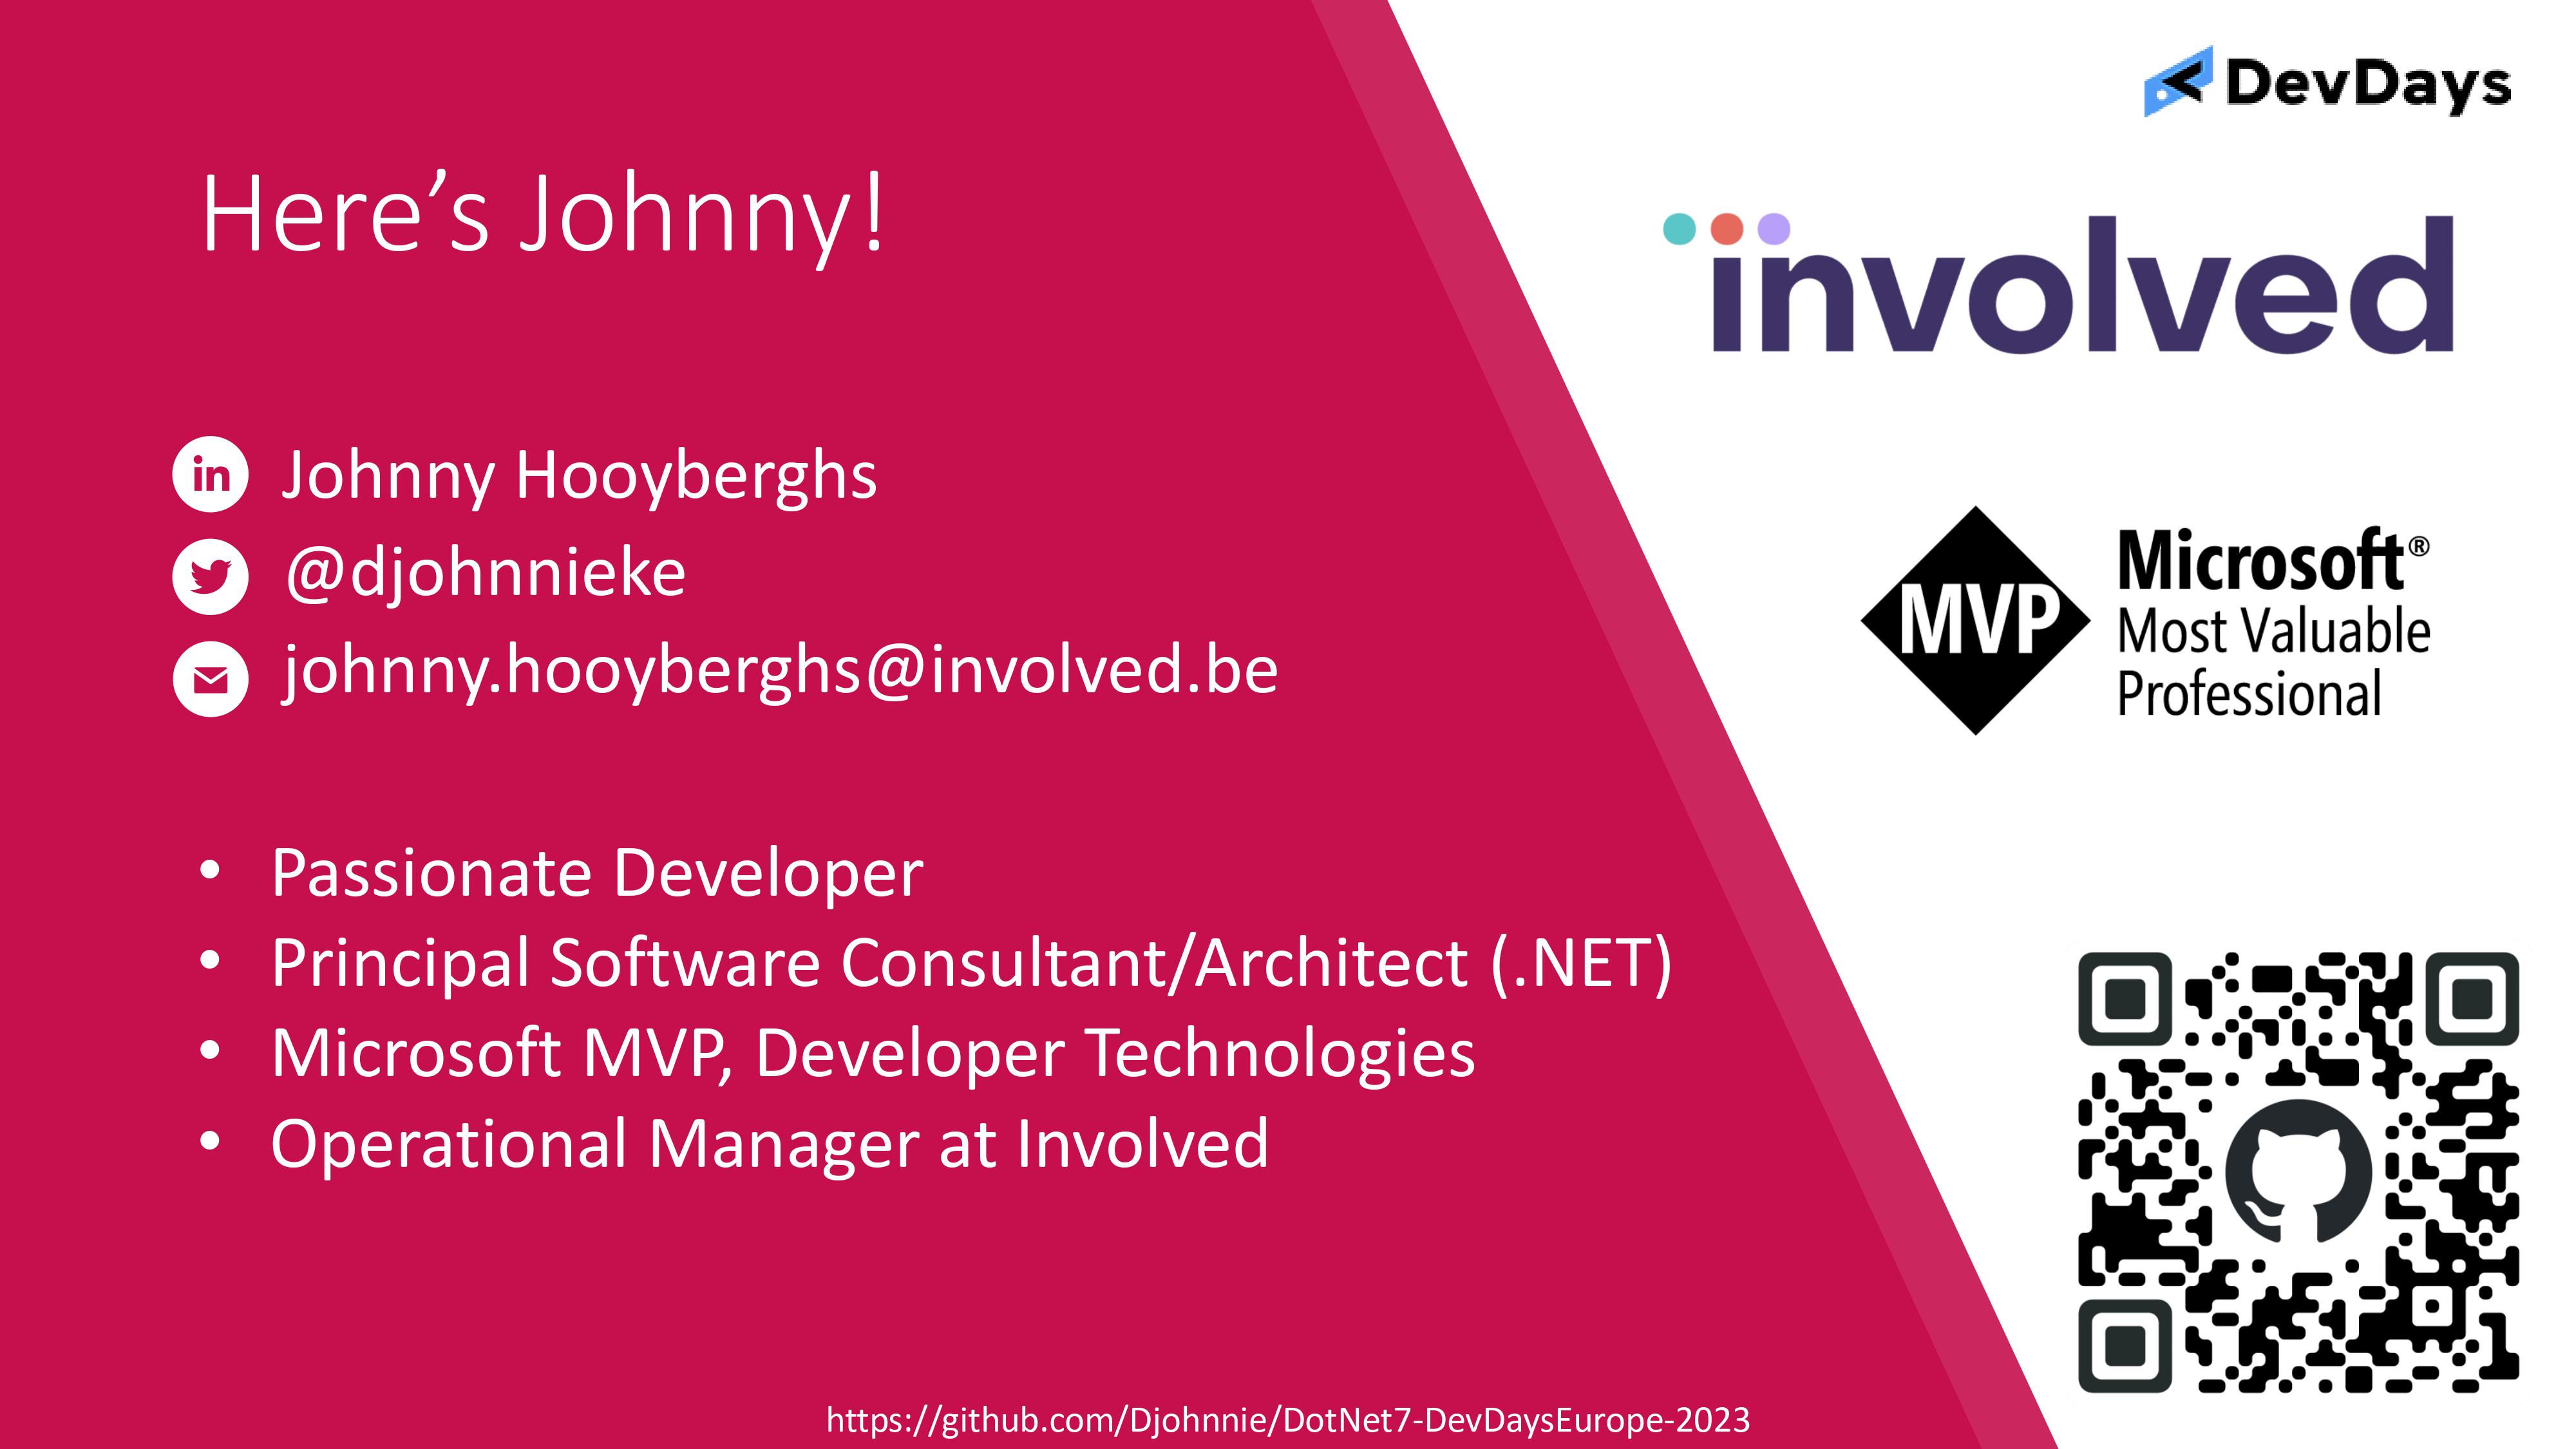 DevDays
Here’s Johnny!
involved
in Johnny Hooyberghs
@djohnnieke
johnny.hooyberghs@involved.be
MVP
Microsoft®
Most Valuable
Professional
• Passionate Developer
• Principal Software Consultant/Architect (.NET)
• Microsoft MVP, Developer Technologies
• Operational Manager at Involved
https://github.com/Djohnnie/DotNet7-DevDaysEurope-2023